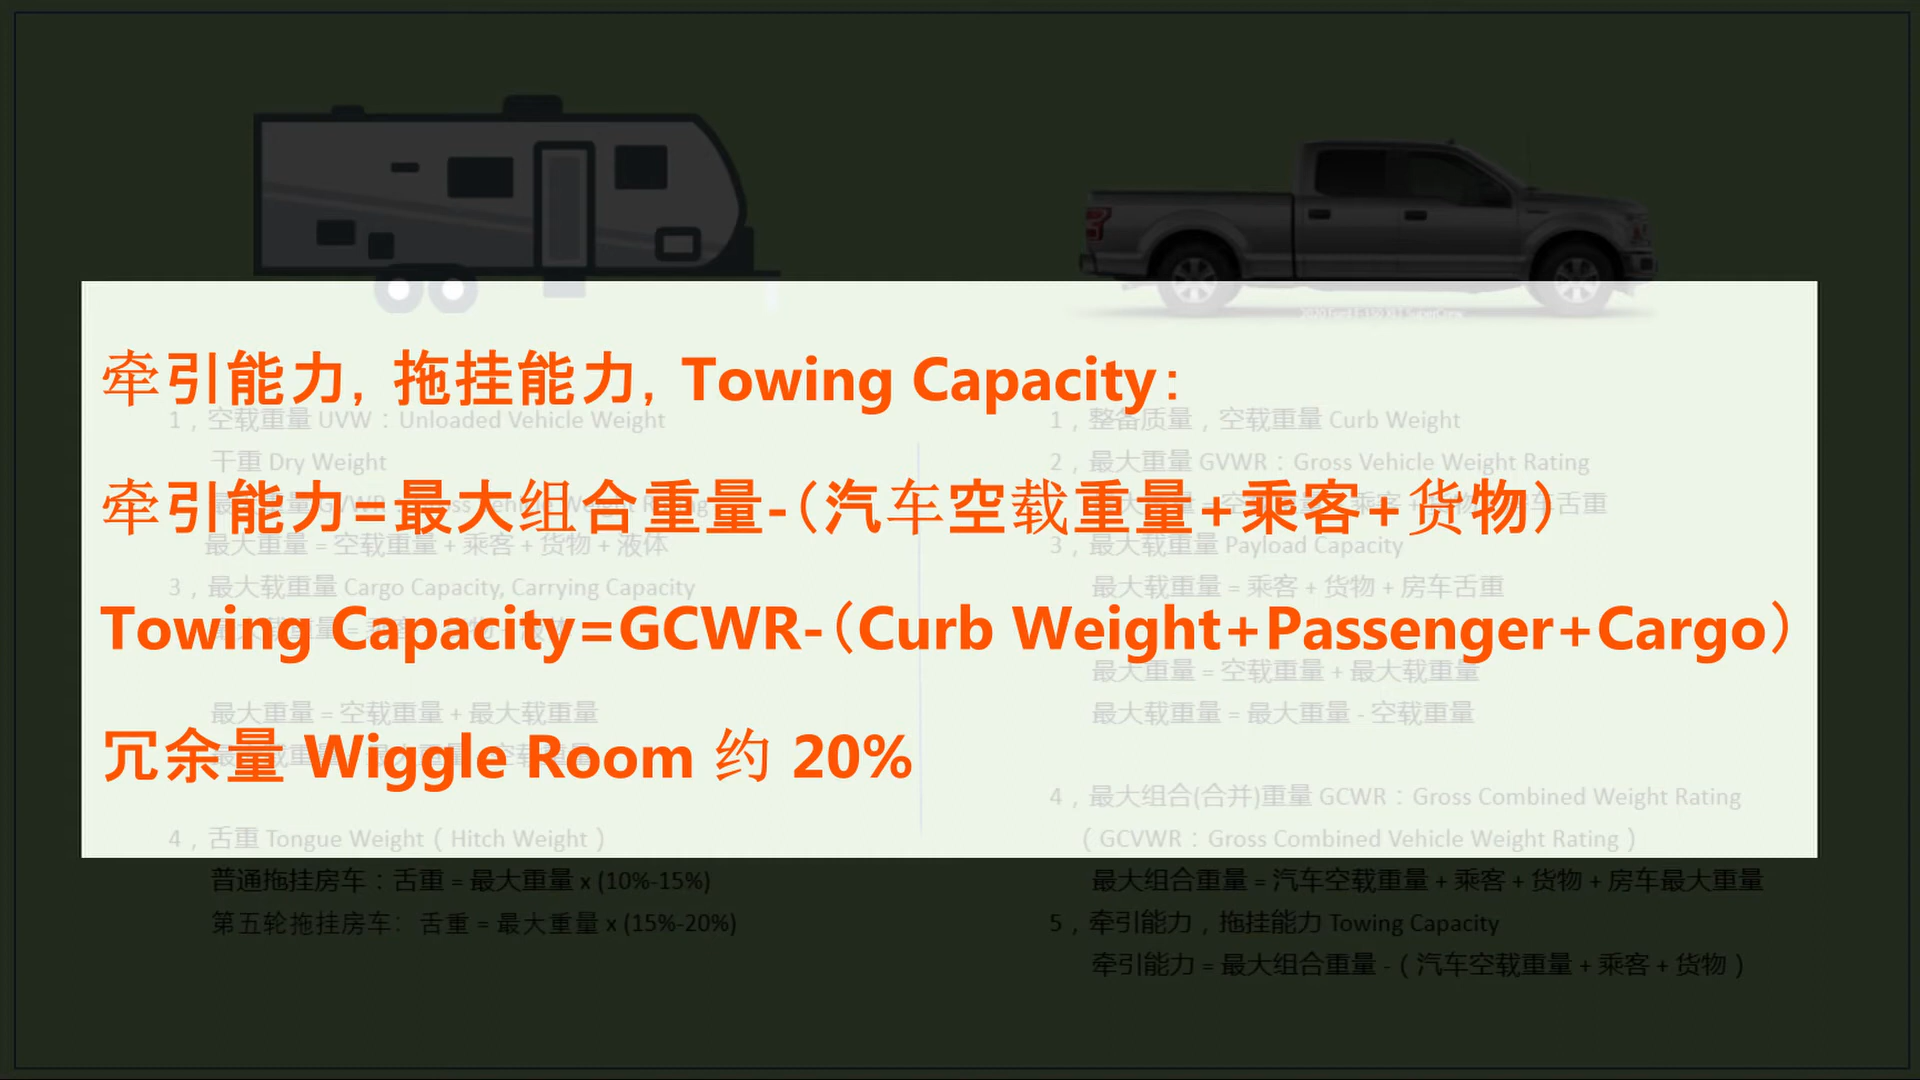 牵引能力, 拖挂能力, Towing Capacity:
牵引能力=最大组合重量-(汽车空载重量+乘客+货物)
Towing Capacity=GCWR-(Curb Weight+Passenger+Cargo)
冗余量 Wiggle Room 约 20%
1，空载重量 UVW：Unloaded Vehicle Weight
干重 Dry Weight
最大重量 = 空载重量 + 乘客 + 货物 + 液体
3，最大载重量 Cargo Capacity, Carrying Capacity
最大重量 = 空载重量 + 最大载重量
4，舌重 Tongue Weight（Hitch Weight）
普通拖挂房车：舌重 = 最大重量 x (10%-15%)
第五轮拖挂房车：舌重 = 最大重量 x (15%-20%)
2020 Ford F-150 XLT SuperCrew
1，整备质量，空载重量 Curb Weight
2，最大重量 GVWR：Gross Vehicle Weight Rating
3，最大载重量 Payload Capacity
最大载重量 = 乘客 + 货物 + 房车舌重
最大重量 = 空载重量 + 最大载重量
最大载重量 = 最大重量 - 空载重量
4，最大组合(合并)重量 GCWR：Gross Combined Weight Rating
（GCVWR：Gross Combined Vehicle Weight Rating）
最大组合重量 = 汽车空载重量 + 乘客 + 货物 + 房车最大重量
5，牵引能力，拖挂能力 Towing Capacity
牵引能力 = 最大组合重量 -（汽车空载重量 + 乘客 + 货物）